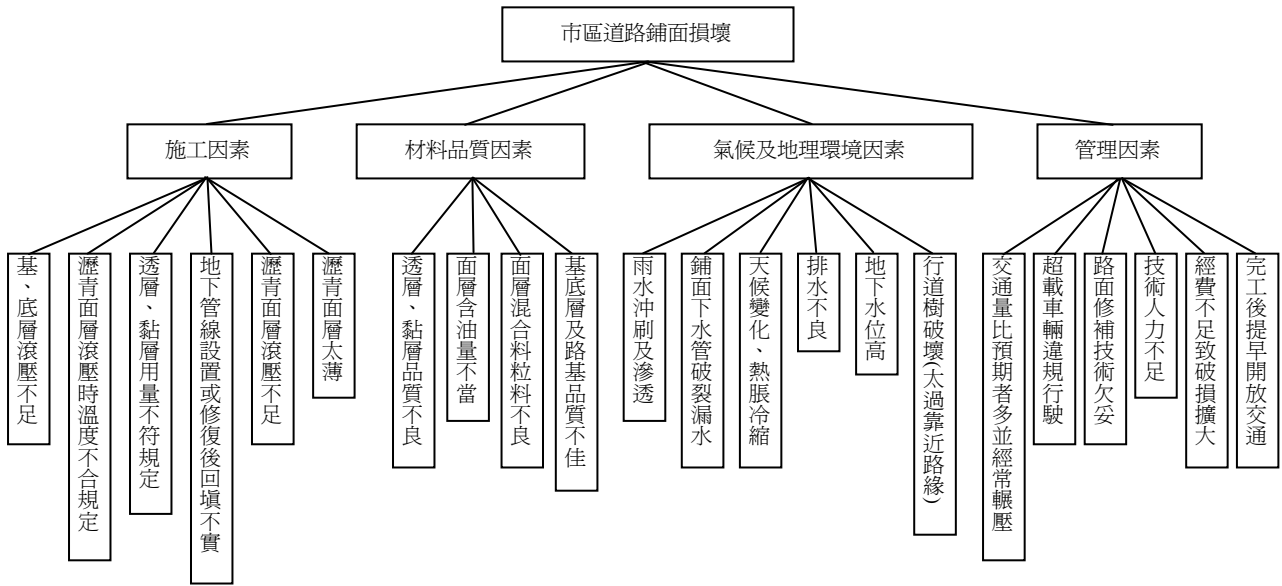 市區道路鋪面損壞
施工因素
材料品質因素
氣候及地理環境因素
管理因素
基、底層滾壓不足
瀝青面層滾壓時溫度不合規定
透層、黏層用量不符規定
地下管線設置或修復後回填不實
瀝青面層滾壓不足
瀝青面層太薄
透層、黏層品質不良
面層含油量不當
面層混合料粒料不良
基底層及路基品質不佳
雨水沖刷及滲透
鋪面下水管破裂漏水
天候變化、熱脹冷縮
排水不良
地下水位高
行道樹破壞(太過靠近路緣)
交通量比預期者多並經常輾壓
超載車輛違規行駛
路面修補技術欠妥
技術人力不足
經費不足致破損擴大
完工後提早開放交通